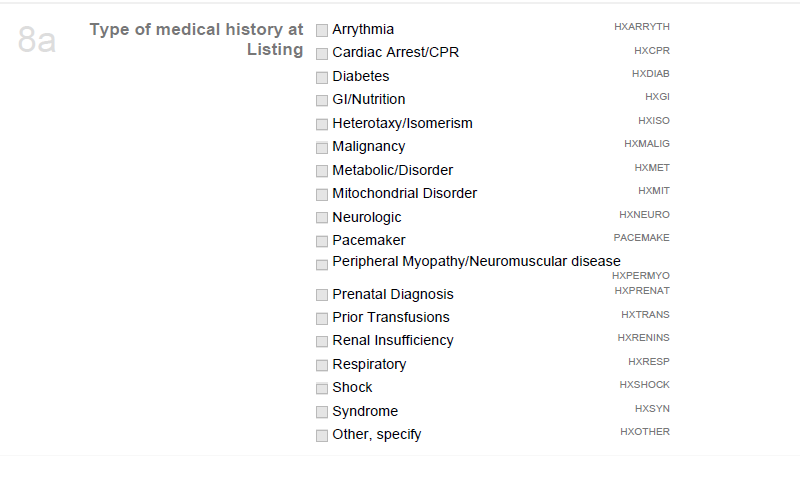 8a Type of medical history at Listing
Arrythmia HXARRYTH
Cardiac Arrest/CPR HXCPR
Diabetes HXDIAB
GI/Nutrition HXGI
Heterotaxy/Isomerism HXISO
Malignancy HXMALIG
Metabolic/Disorder HXMET
Mitochondrial Disorder HXMIT
Neurologic HXNEURO
Pacemaker PACEMAKE
Peripheral Myopathy/Neuromuscular disease
HXPERMYO
Prenatal Diagnosis HXPRENAT
Prior Transfusions HXTRANS
Renal Insufficiency HXRENINS
Respiratory HXRESP
Shock HXSHOCK
Syndrome HXSYN
Other, specify HXOTHER